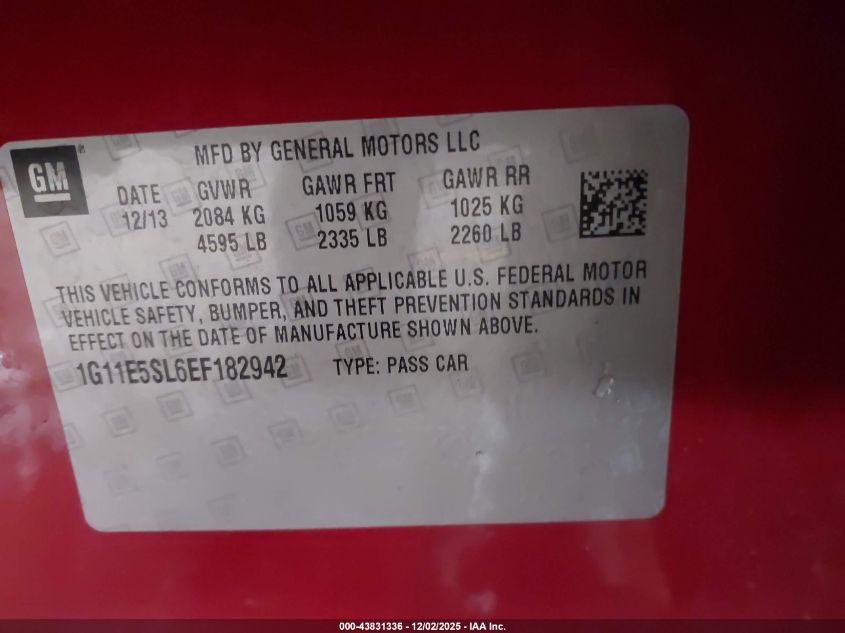 GM
MFD BY GENERAL MOTORS LLC
DATE GVWR GAWR FRT GAWR RR
12/13 2084 KG 1059 KG 1025 KG
4595 LB 2335 LB 2260 LB
THIS VEHICLE CONFORMS TO ALL APPLICABLE U.S. FEDERAL MOTOR
VEHICLE SAFETY, BUMPER, AND THEFT PREVENTION STANDARDS IN
EFFECT ON THE DATE OF MANUFACTURE SHOWN ABOVE.
1G11E5SL6EF182942 TYPE: PASS CAR
000-43831336 - 12/02/2025 - IAA Inc.